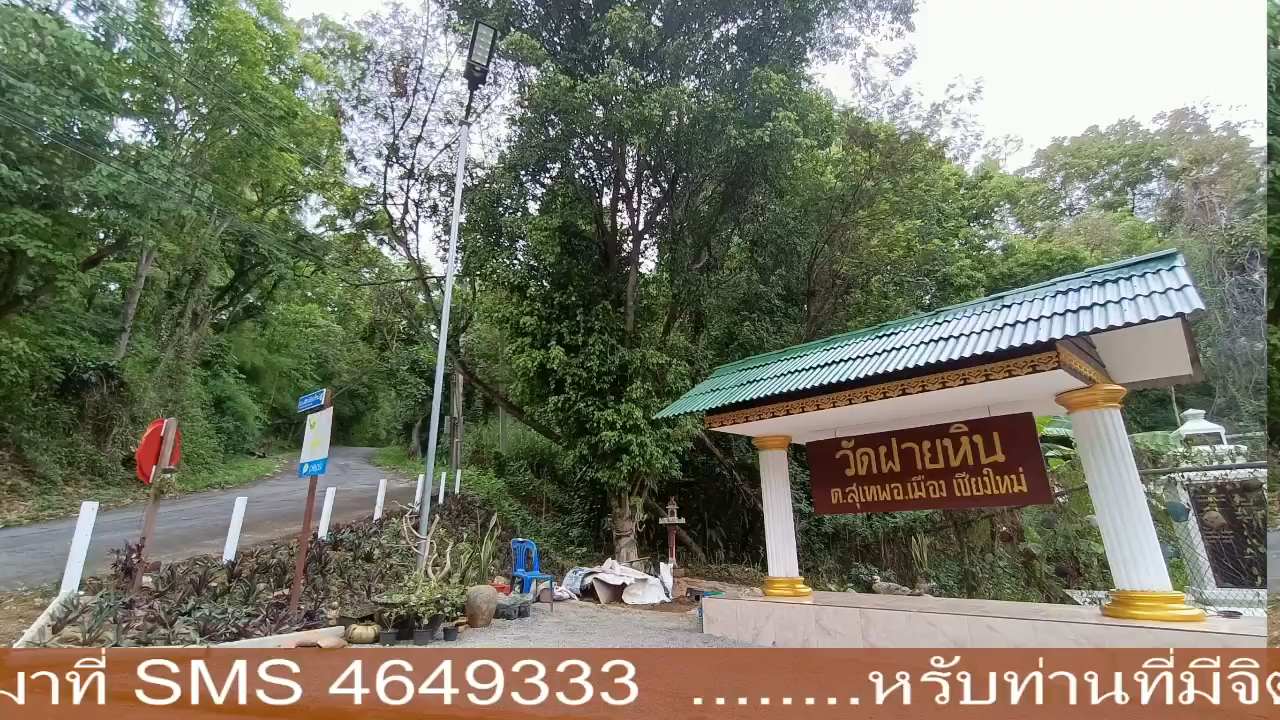 วัดฝายหิน
ต.สุเทพอ.เมือง เชียงใหม่
มาที่ SMS 4649333 ........หรับท่านที่มีจิต